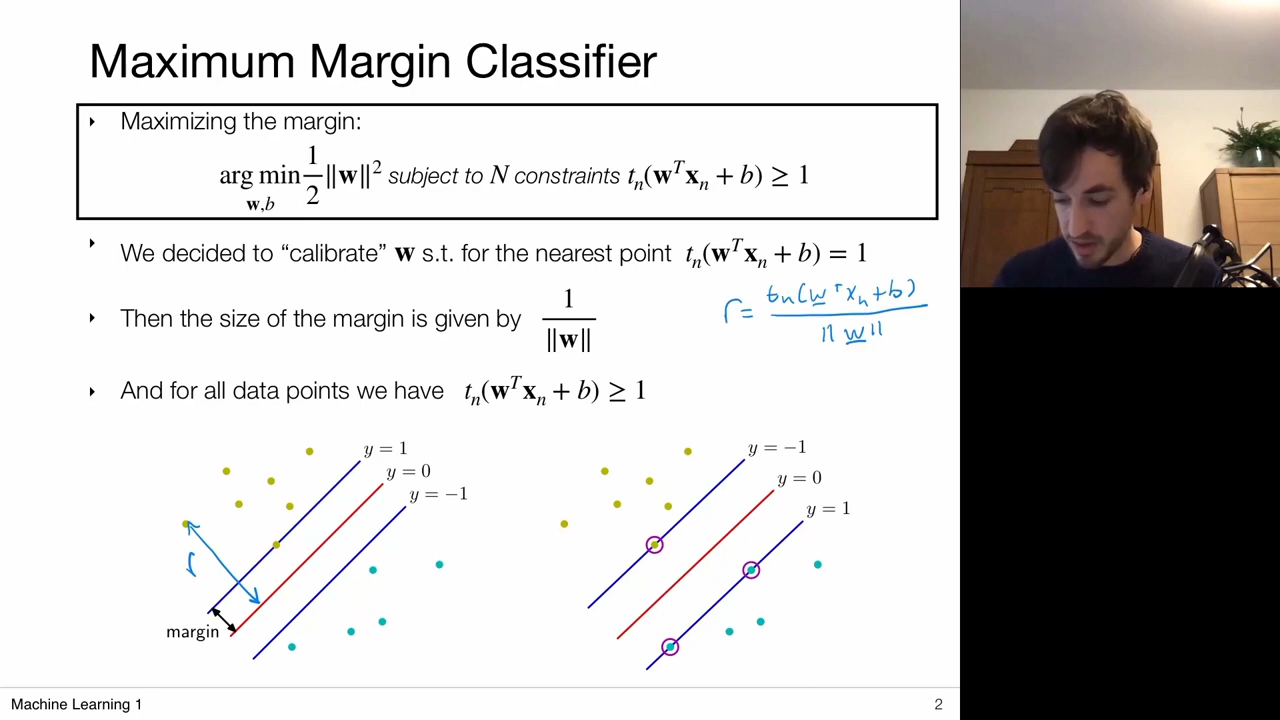 Maximum Margin Classifier
‣ Maximizing the margin:
arg min 1/2 ‖w‖² subject to N constraints tₙ(wᵀxₙ + b) ≥ 1
w,b
‣ We decided to “calibrate” w s.t. for the nearest point tₙ(wᵀxₙ + b) = 1
‣ Then the size of the margin is given by 1/‖w‖
r = tₙ(wᵀxₙ+b)/‖w‖
‣ And for all data points we have tₙ(wᵀxₙ + b) ≥ 1
y = 1
y = 0
y = −1
r
margin
y = −1
y = 0
y = 1
Machine Learning 1
2